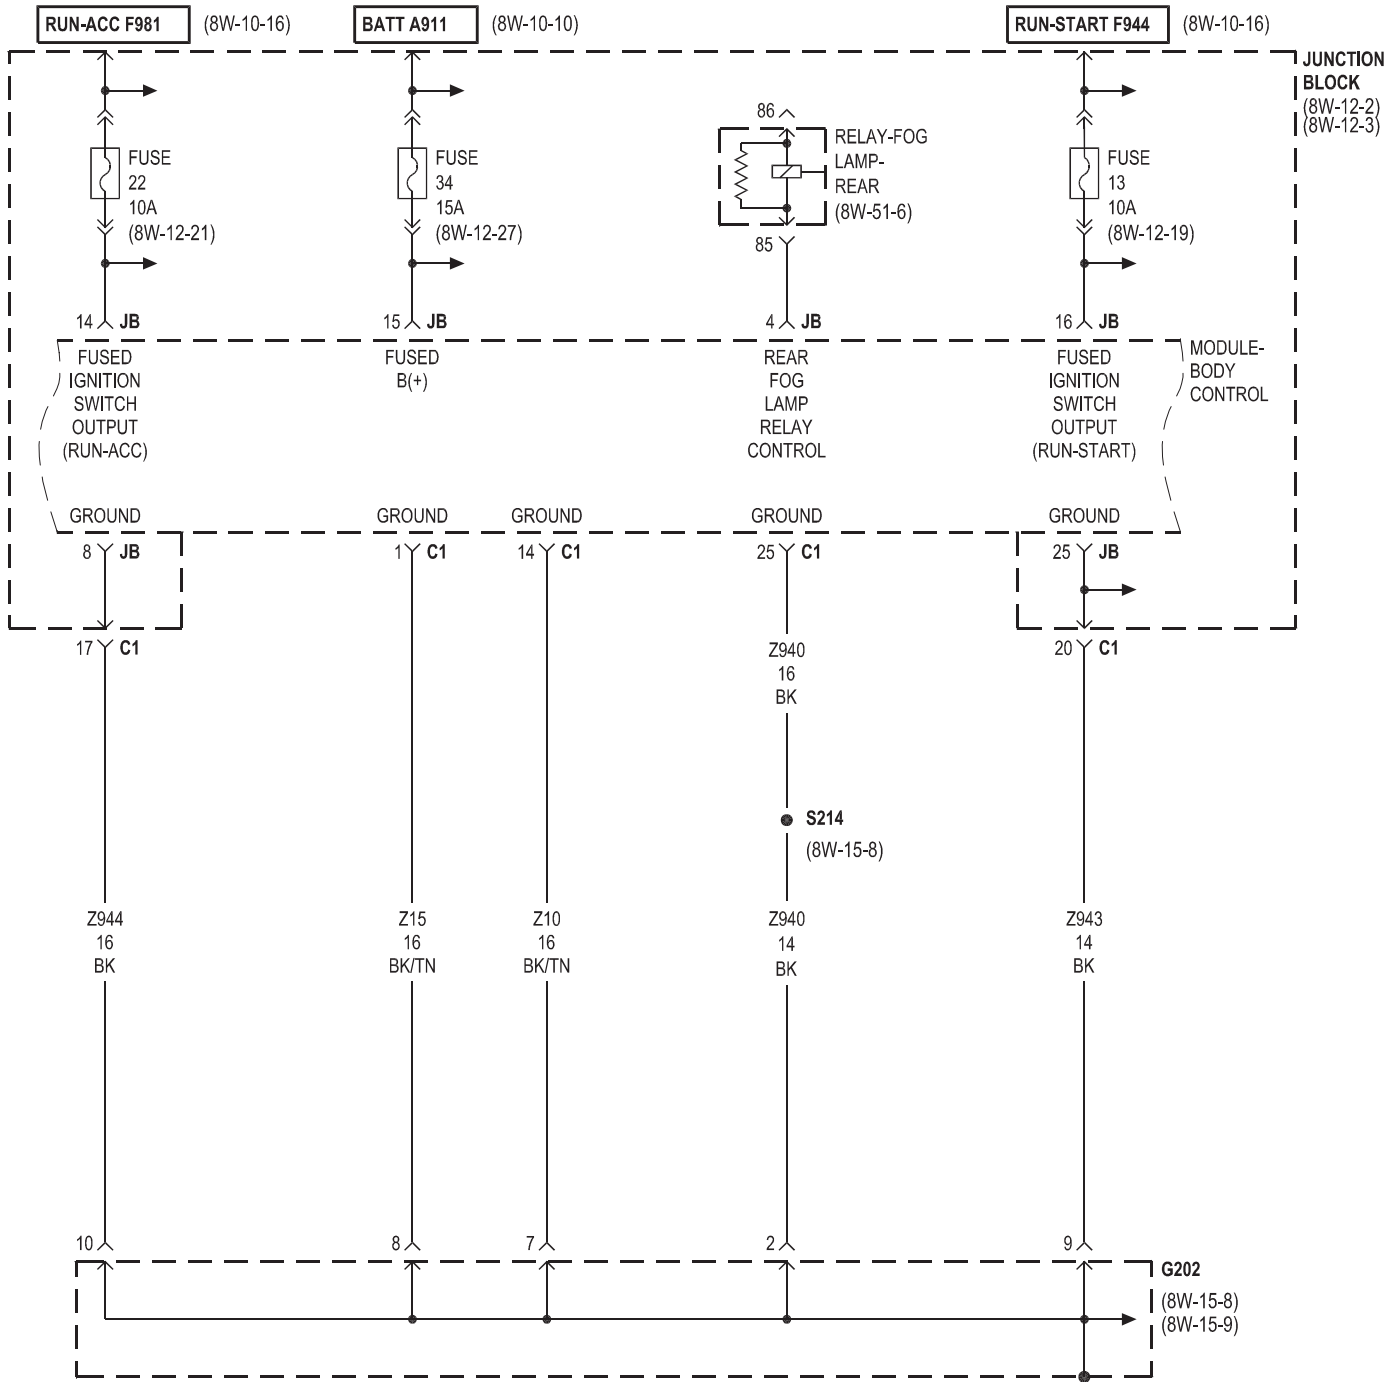 RUN-ACC F981
(8W-10-16)
BATT A911
(8W-10-10)
RUN-START F944
(8W-10-16)
JUNCTION
BLOCK
(8W-12-2)
(8W-12-3)
FUSE
22
10A
(8W-12-21)
FUSE
34
15A
(8W-12-27)
86
RELAY-FOG
LAMP-
REAR
(8W-51-6)
85
FUSE
13
10A
(8W-12-19)
14 JB
15 JB
4 JB
16 JB
FUSED
IGNITION
SWITCH
OUTPUT
(RUN-ACC)
FUSED
B(+)
REAR
FOG
LAMP
RELAY
CONTROL
FUSED
IGNITION
SWITCH
OUTPUT
(RUN-START)
MODULE-
BODY
CONTROL
GROUND
GROUND
GROUND
GROUND
GROUND
8 JB
1 C1
14 C1
25 C1
25 JB
17 C1
20 C1
Z940
16
BK
S214
(8W-15-8)
Z944
16
BK
Z15
16
BK/TN
Z10
16
BK/TN
Z940
14
BK
Z943
14
BK
10
8
7
2
9
G202
(8W-15-8)
(8W-15-9)